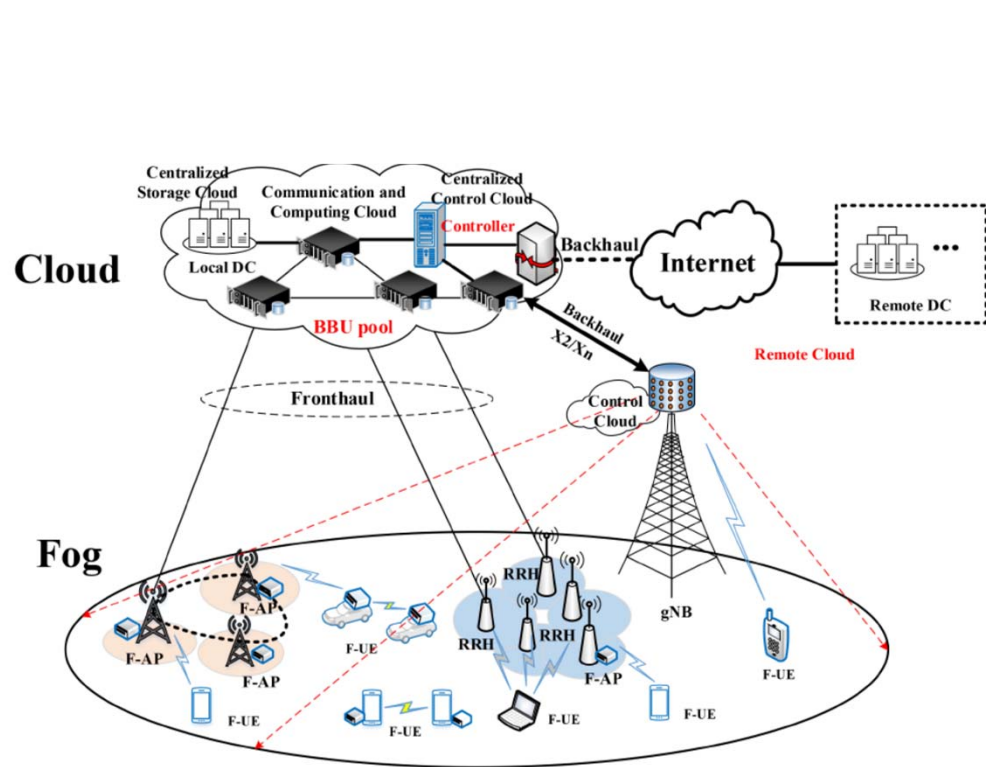 Centralized
Storage Cloud
Communication and
Computing Cloud
Centralized
Control Cloud
Controller
Local DC
BBU pool
Cloud
Backhaul
Internet
Remote DC
...
Remote Cloud
Backhaul
X2/Xn
Fronthaul
Control
Cloud
Fog
F-AP
F-AP
F-AP
F-UE
F-UE
F-UE
RRH
RRH
RRH
F-AP
F-UE
F-UE
gNB
F-UE